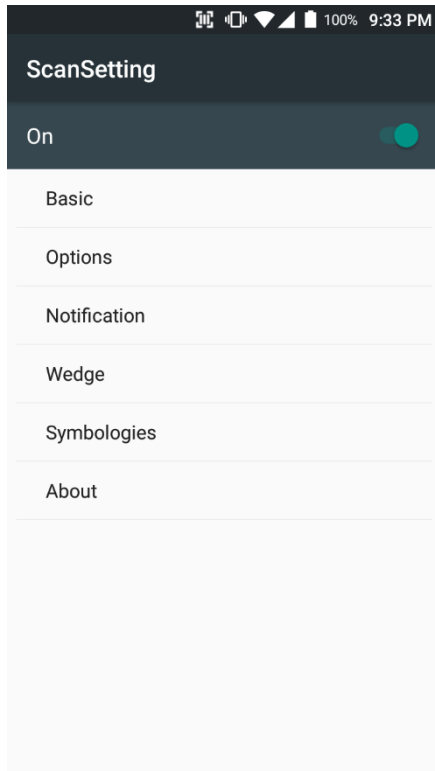 100% 9:33 PM
ScanSetting
On
Basic
Options
Notification
Wedge
Symbologies
About